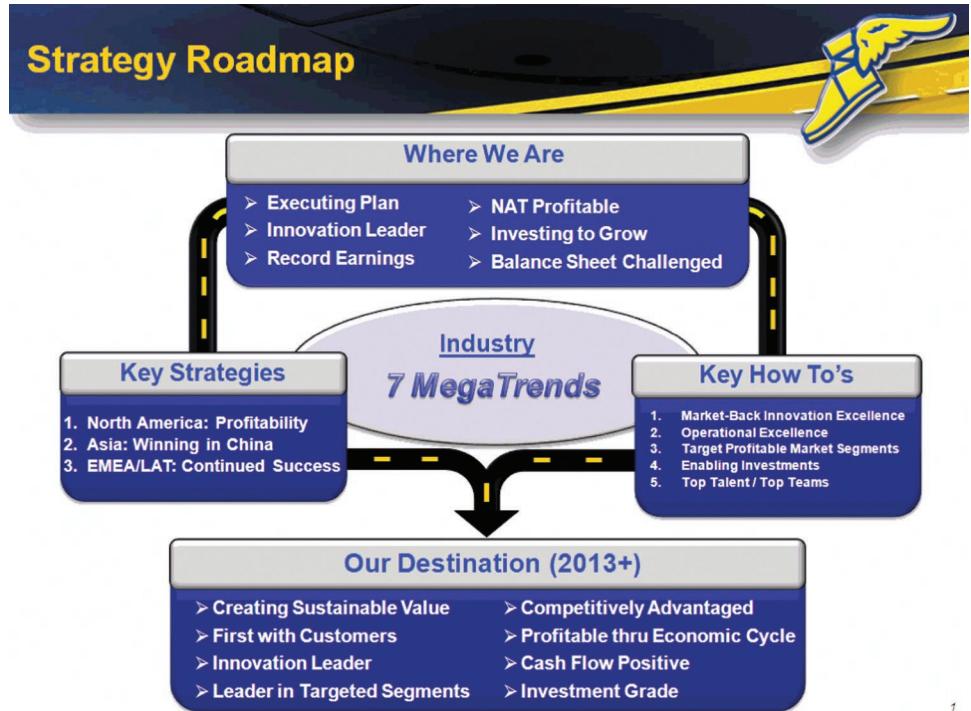 Strategy Roadmap
Where We Are
➢ Executing Plan
➢ Innovation Leader
➢ Record Earnings
➢ NAT Profitable
➢ Investing to Grow
➢ Balance Sheet Challenged
Industry
7 MegaTrends
Key Strategies
1. North America: Profitability
2. Asia: Winning in China
3. EMEA/LAT: Continued Success
Key How To's
1. Market-Back Innovation Excellence
2. Operational Excellence
3. Target Profitable Market Segments
4. Enabling Investments
5. Top Talent / Top Teams
Our Destination (2013+)
➢ Creating Sustainable Value
➢ First with Customers
➢ Innovation Leader
➢ Leader in Targeted Segments
➢ Competitively Advantaged
➢ Profitable thru Economic Cycle
➢ Cash Flow Positive
➢ Investment Grade
1